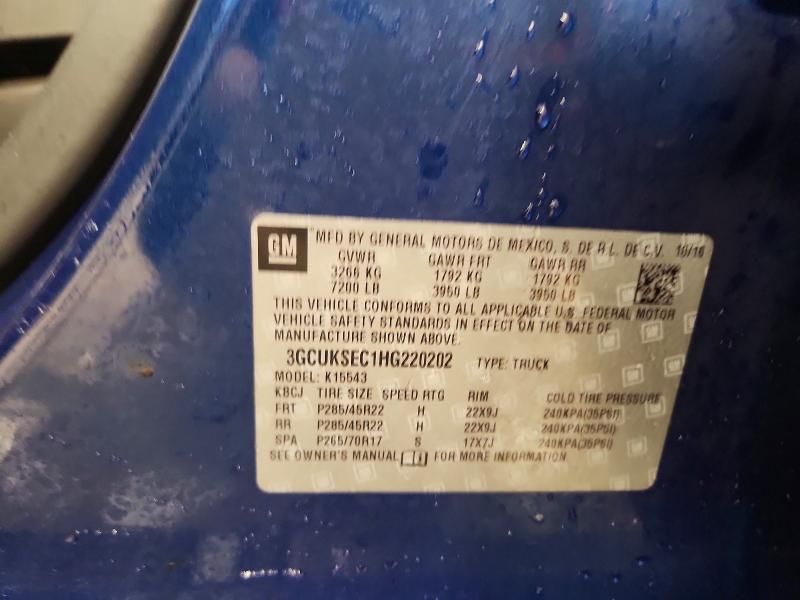 GM MFD BY GENERAL MOTORS DE MEXICO, S. DE R.L. DE C.V. 10/16
GVWR GAWR FRT GAWR RR
3266 KG 1792 KG 1792 KG
7200 LB 3950 LB 3950 LB
THIS VEHICLE CONFORMS TO ALL APPLICABLE U.S. FEDERAL MOTOR
VEHICLE SAFETY STANDARDS IN EFFECT ON THE DATE OF
MANUFACTURE SHOWN ABOVE.
3GCUKSEC1HG220202 TYPE: TRUCK
MODEL: K15543
KBCJ TIRE SIZE SPEED RTG RIM COLD TIRE PRESSURE
FRT P285/45R22 H 22X9J 240KPA(35PSI)
RR P285/45R22 H 22X9J 240KPA(35PSI)
SPA P265/70R17 S 17X7J 240KPA(35PSI)
SEE OWNER'S MANUAL FOR MORE INFORMATION